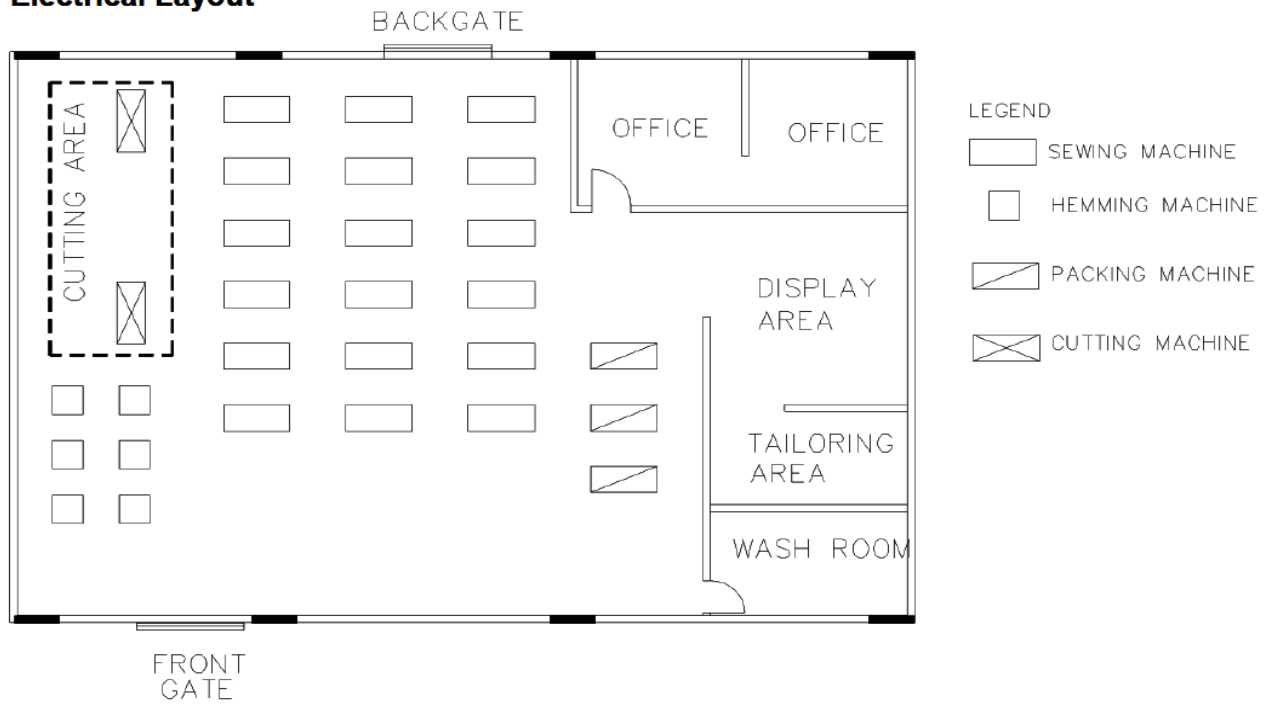 Electrical Layout
BACKGATE
CUTTING AREA
OFFICE
OFFICE
DISPLAY
AREA
TAILORING
AREA
WASH ROOM
FRONT
GATE
LEGEND
SEWING MACHINE
HEMMING MACHINE
PACKING MACHINE
CUTTING MACHINE